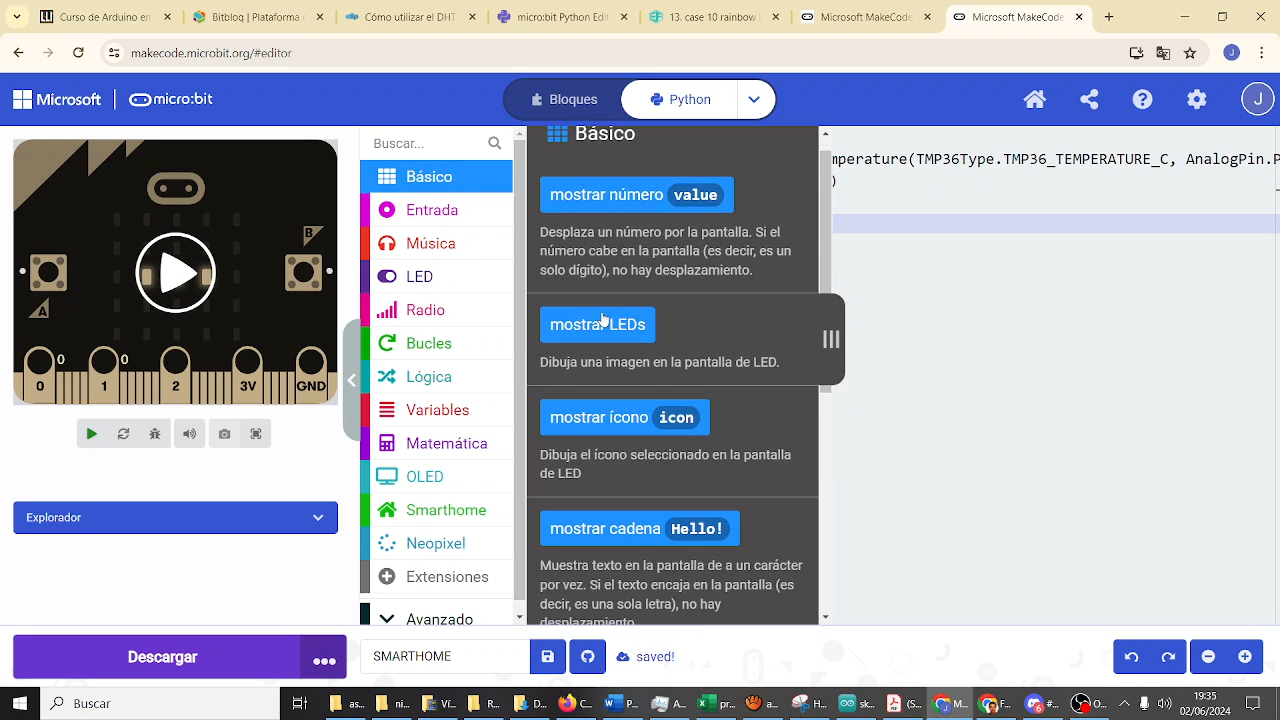 Curso de Arduino en
Bitbloq | Plataforma
Cómo utilizar el DHT
micro:bit Python Edit
13. case 10 rainbow
Microsoft MakeCode
Microsoft MakeCode
makecode.microbit.org/#editor
J
Microsoft | micro:bit
Bloques
Python
J
Buscar...
Básico
Entrada
Música
LED
Radio
Bucles
Lógica
Variables
Matemática
OLED
Smarthome
Neopixel
Extensiones
Avanzado
B
A
0
0
0
1
2
3V
GND
Explorador
Básico
mostrar número value
Desplaza un número por la pantalla. Si el
número cabe en la pantalla (es decir, es un
solo dígito), no hay desplazamiento.
mostrar LEDs
Dibuja una imagen en la pantalla de LED.
mostrar ícono icon
Dibuja el ícono seleccionado en la pantalla
de LED
mostrar cadena Hello!
Muestra texto en la pantalla de a un carácter
por vez. Si el texto encaja en la pantalla (es
decir, es una sola letra), no hay
desplazamiento
mperature(TMP36Type.TMP36_TEMPERATURE_C, AnalogPin.P
)
Descargar
SMARTHOME
saved!
Buscar
19:35
02/06/2024